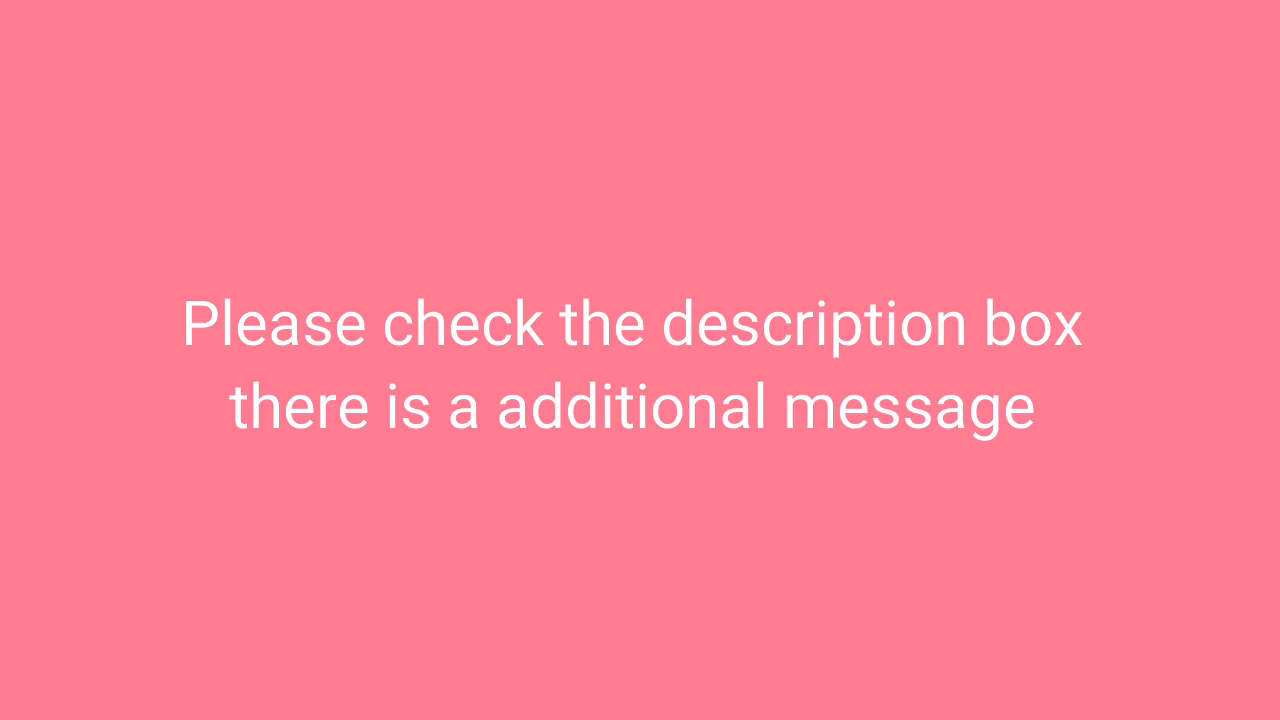 Please check the description box
there is a additional message